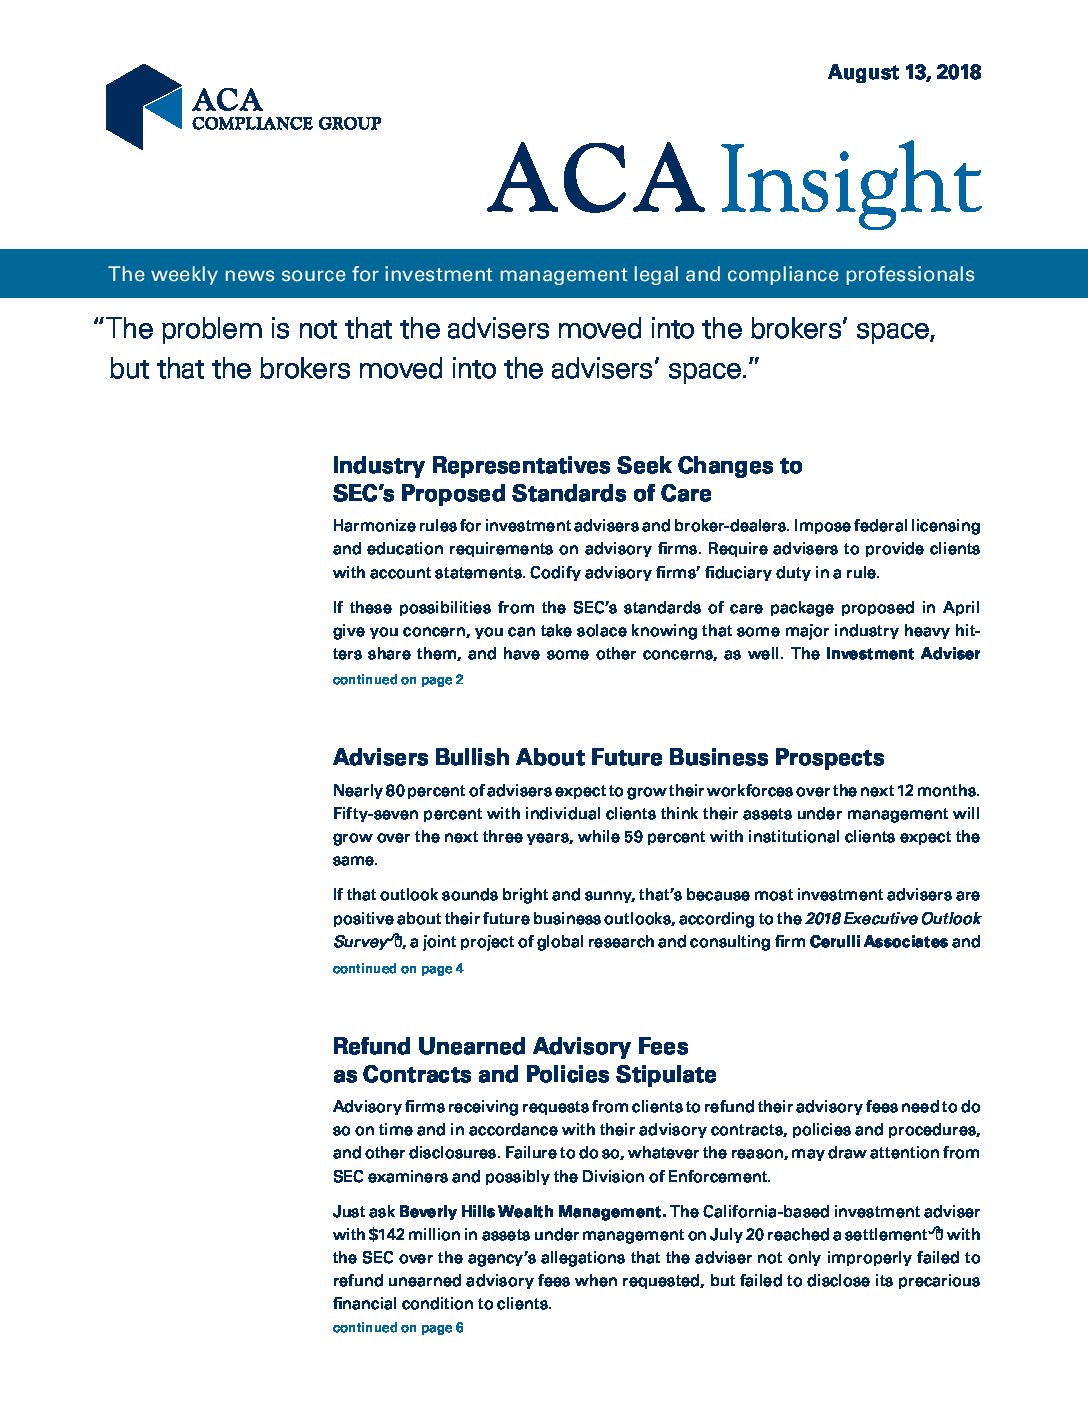 August 13, 2018
ACA
COMPLIANCE GROUP
ACA Insight
The weekly news source for investment management legal and compliance professionals
“The problem is not that the advisers moved into the brokers’ space,
but that the brokers moved into the advisers’ space.”
Industry Representatives Seek Changes to
SEC’s Proposed Standards of Care
Harmonize rules for investment advisers and broker-dealers. Impose federal licensing
and education requirements on advisory firms. Require advisers to provide clients
with account statements. Codify advisory firms’ fiduciary duty in a rule.
If these possibilities from the SEC’s standards of care package proposed in April
give you concern, you can take solace knowing that some major industry heavy hit-
ters share them, and have some other concerns, as well. The Investment Adviser
continued on page 2
Advisers Bullish About Future Business Prospects
Nearly 80 percent of advisers expect to grow their workforces over the next 12 months.
Fifty-seven percent with individual clients think their assets under management will
grow over the next three years, while 59 percent with institutional clients expect the
same.
If that outlook sounds bright and sunny, that’s because most investment advisers are
positive about their future business outlooks, according to the 2018 Executive Outlook
Survey, a joint project of global research and consulting firm Cerulli Associates and
continued on page 4
Refund Unearned Advisory Fees
as Contracts and Policies Stipulate
Advisory firms receiving requests from clients to refund their advisory fees need to do
so on time and in accordance with their advisory contracts, policies and procedures,
and other disclosures. Failure to do so, whatever the reason, may draw attention from
SEC examiners and possibly the Division of Enforcement.
Just ask Beverly Hills Wealth Management. The California-based investment adviser
with $142 million in assets under management on July 20 reached a settlement with
the SEC over the agency’s allegations that the adviser not only improperly failed to
refund unearned advisory fees when requested, but failed to disclose its precarious
financial condition to clients.
continued on page 6